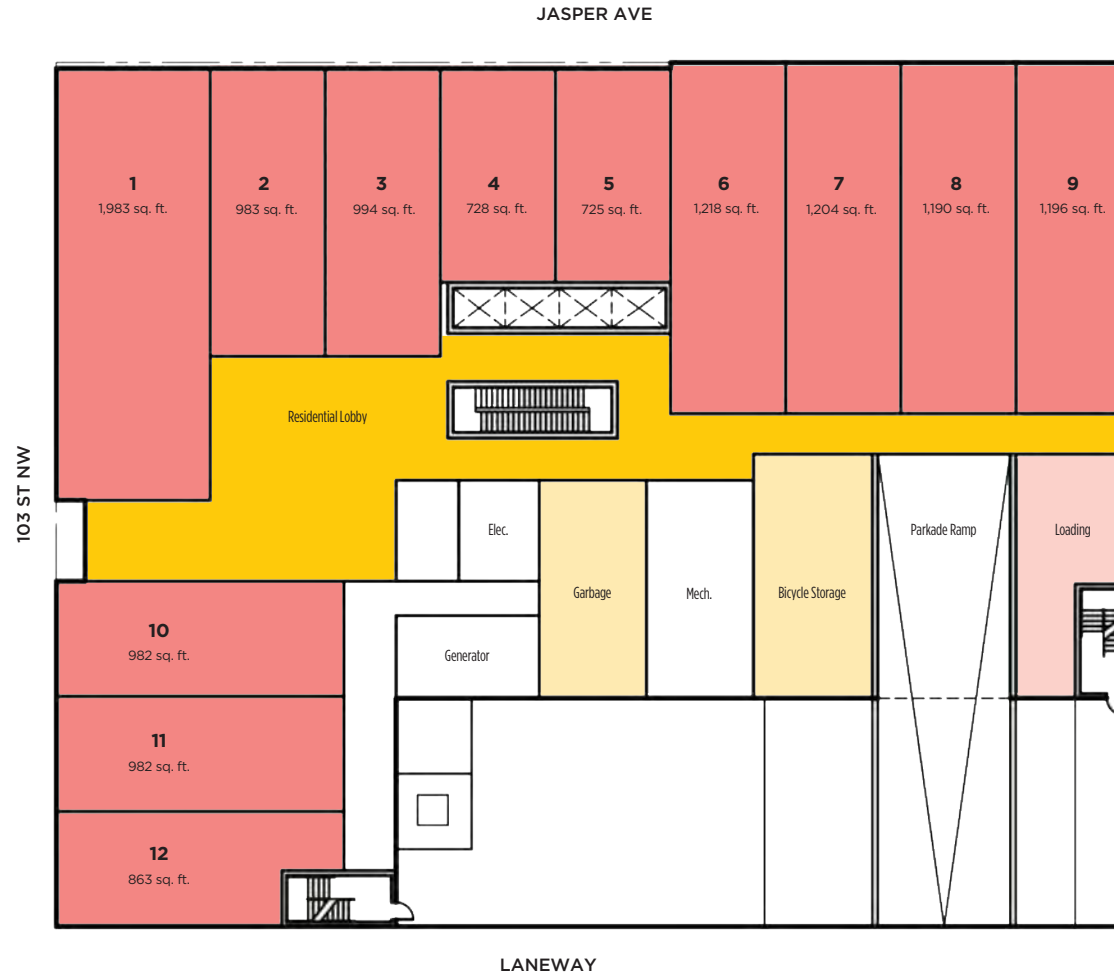 JASPER AVE
1
1,983 sq. ft.
2
983 sq. ft.
3
994 sq. ft.
4
728 sq. ft.
5
725 sq. ft.
6
1,218 sq. ft.
7
1,204 sq. ft.
8
1,190 sq. ft.
9
1,196 sq. ft.
Residential Lobby
103 ST NW
Elec.
Garbage
Mech.
Bicycle Storage
Parkade Ramp
Loading
Generator
10
982 sq. ft.
11
982 sq. ft.
12
863 sq. ft.
LANEWAY